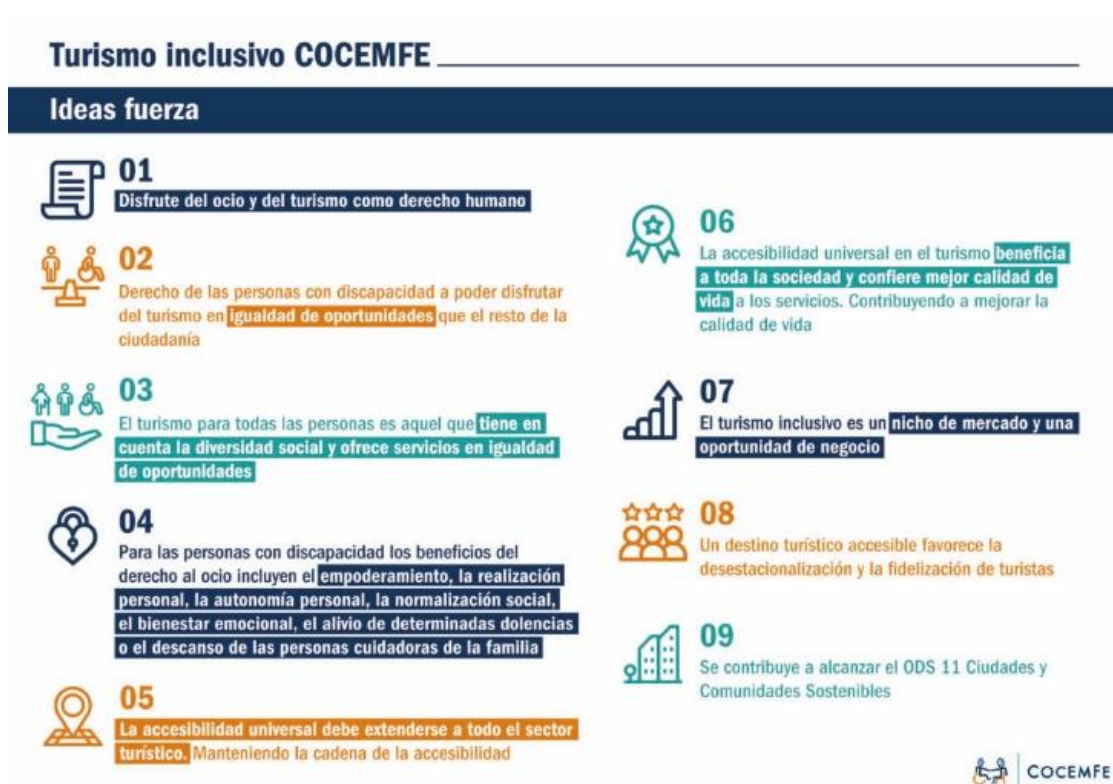 Turismo inclusivo COCEMFE
Ideas fuerza
01
Disfrute del ocio y del turismo como derecho humano
02
Derecho de las personas con discapacidad a poder disfrutar
del turismo en igualdad de oportunidades que el resto de la
ciudadanía
03
El turismo para todas las personas es aquel que tiene en
cuenta la diversidad social y ofrece servicios en igualdad
de oportunidades
04
Para las personas con discapacidad los beneficios del
derecho al ocio incluyen el empoderamiento, la realización
personal, la autonomía personal, la normalización social,
el bienestar emocional, el alivio de determinadas dolencias
o el descanso de las personas cuidadoras de la familia
05
La accesibilidad universal debe extenderse a todo el sector
turístico. Manteniendo la cadena de la accesibilidad
06
La accesibilidad universal en el turismo beneficia
a toda la sociedad y confiere mejor calidad de
vida a los servicios. Contribuyendo a mejorar la
calidad de vida
07
El turismo inclusivo es un nicho de mercado y una
oportunidad de negocio
08
Un destino turístico accesible favorece la
desestacionalización y la fidelización de turistas
09
Se contribuye a alcanzar el ODS 11 Ciudades y
Comunidades Sostenibles
COCEMFE